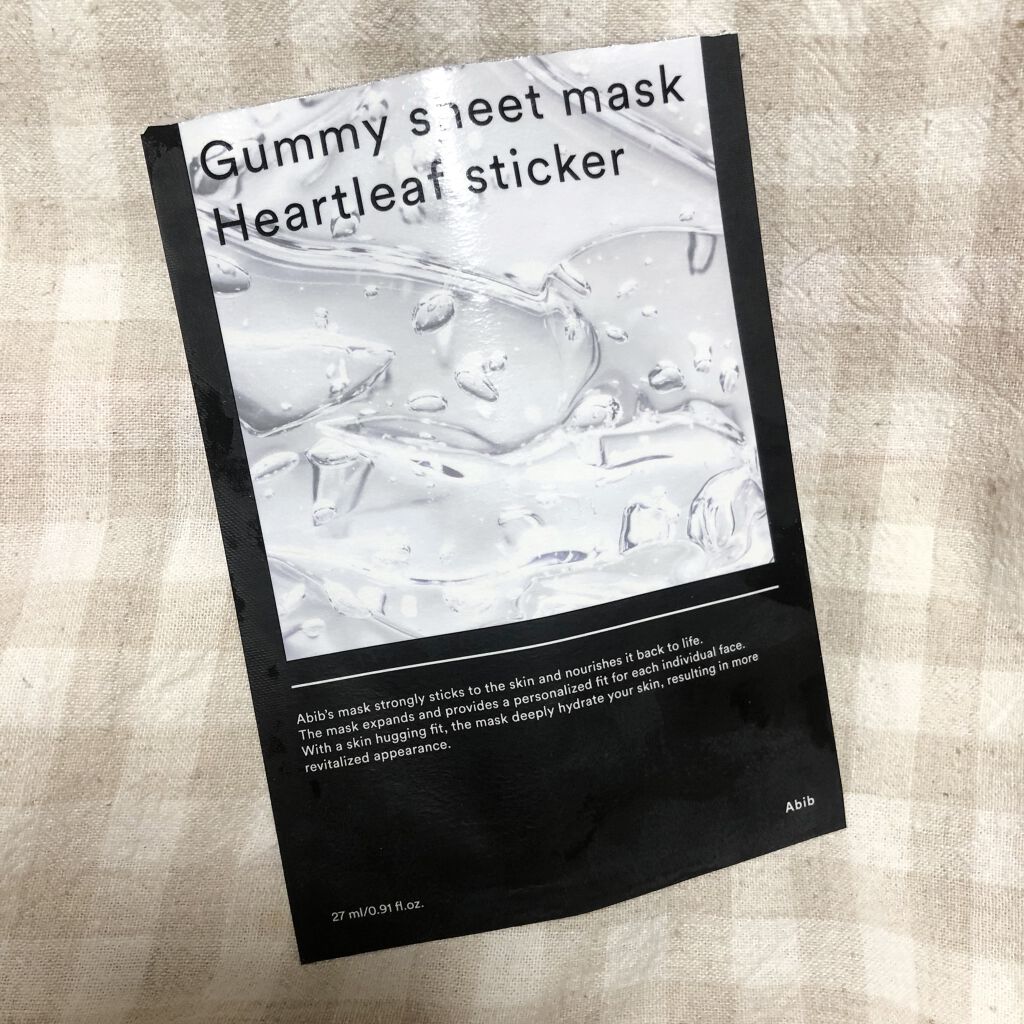 Gummy sheet mask
Heartleaf sticker
Abib's mask strongly sticks to the skin and nourishes it back to life.
The mask expands and provides a personalized fit for each individual face.
With a skin hugging fit, the mask deeply hydrate your skin, resulting in more
revitalized appearance.
Abib
27 ml/0.91 fl.oz.